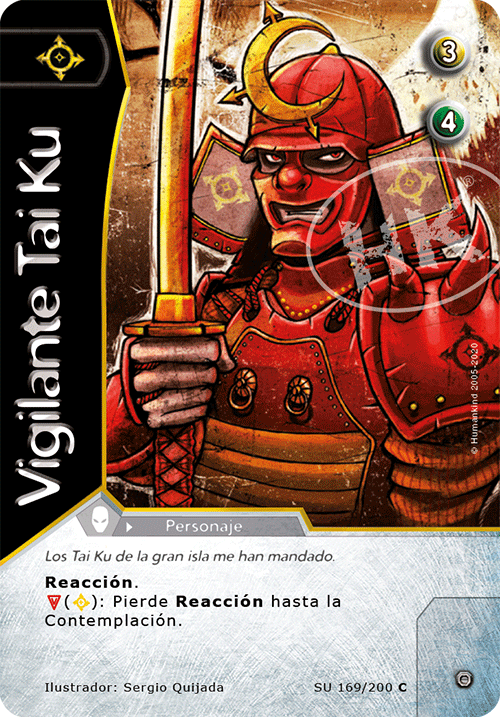 3
4
Vigilante Tai Ku
HK®
© Humankind 2005-2020
Personaje
Los Tai Ku de la gran isla me han mandado.
Reacción.
( ): Pierde Reacción hasta la
Contemplación.
Ilustrador: Sergio Quijada
SU 169/200 C